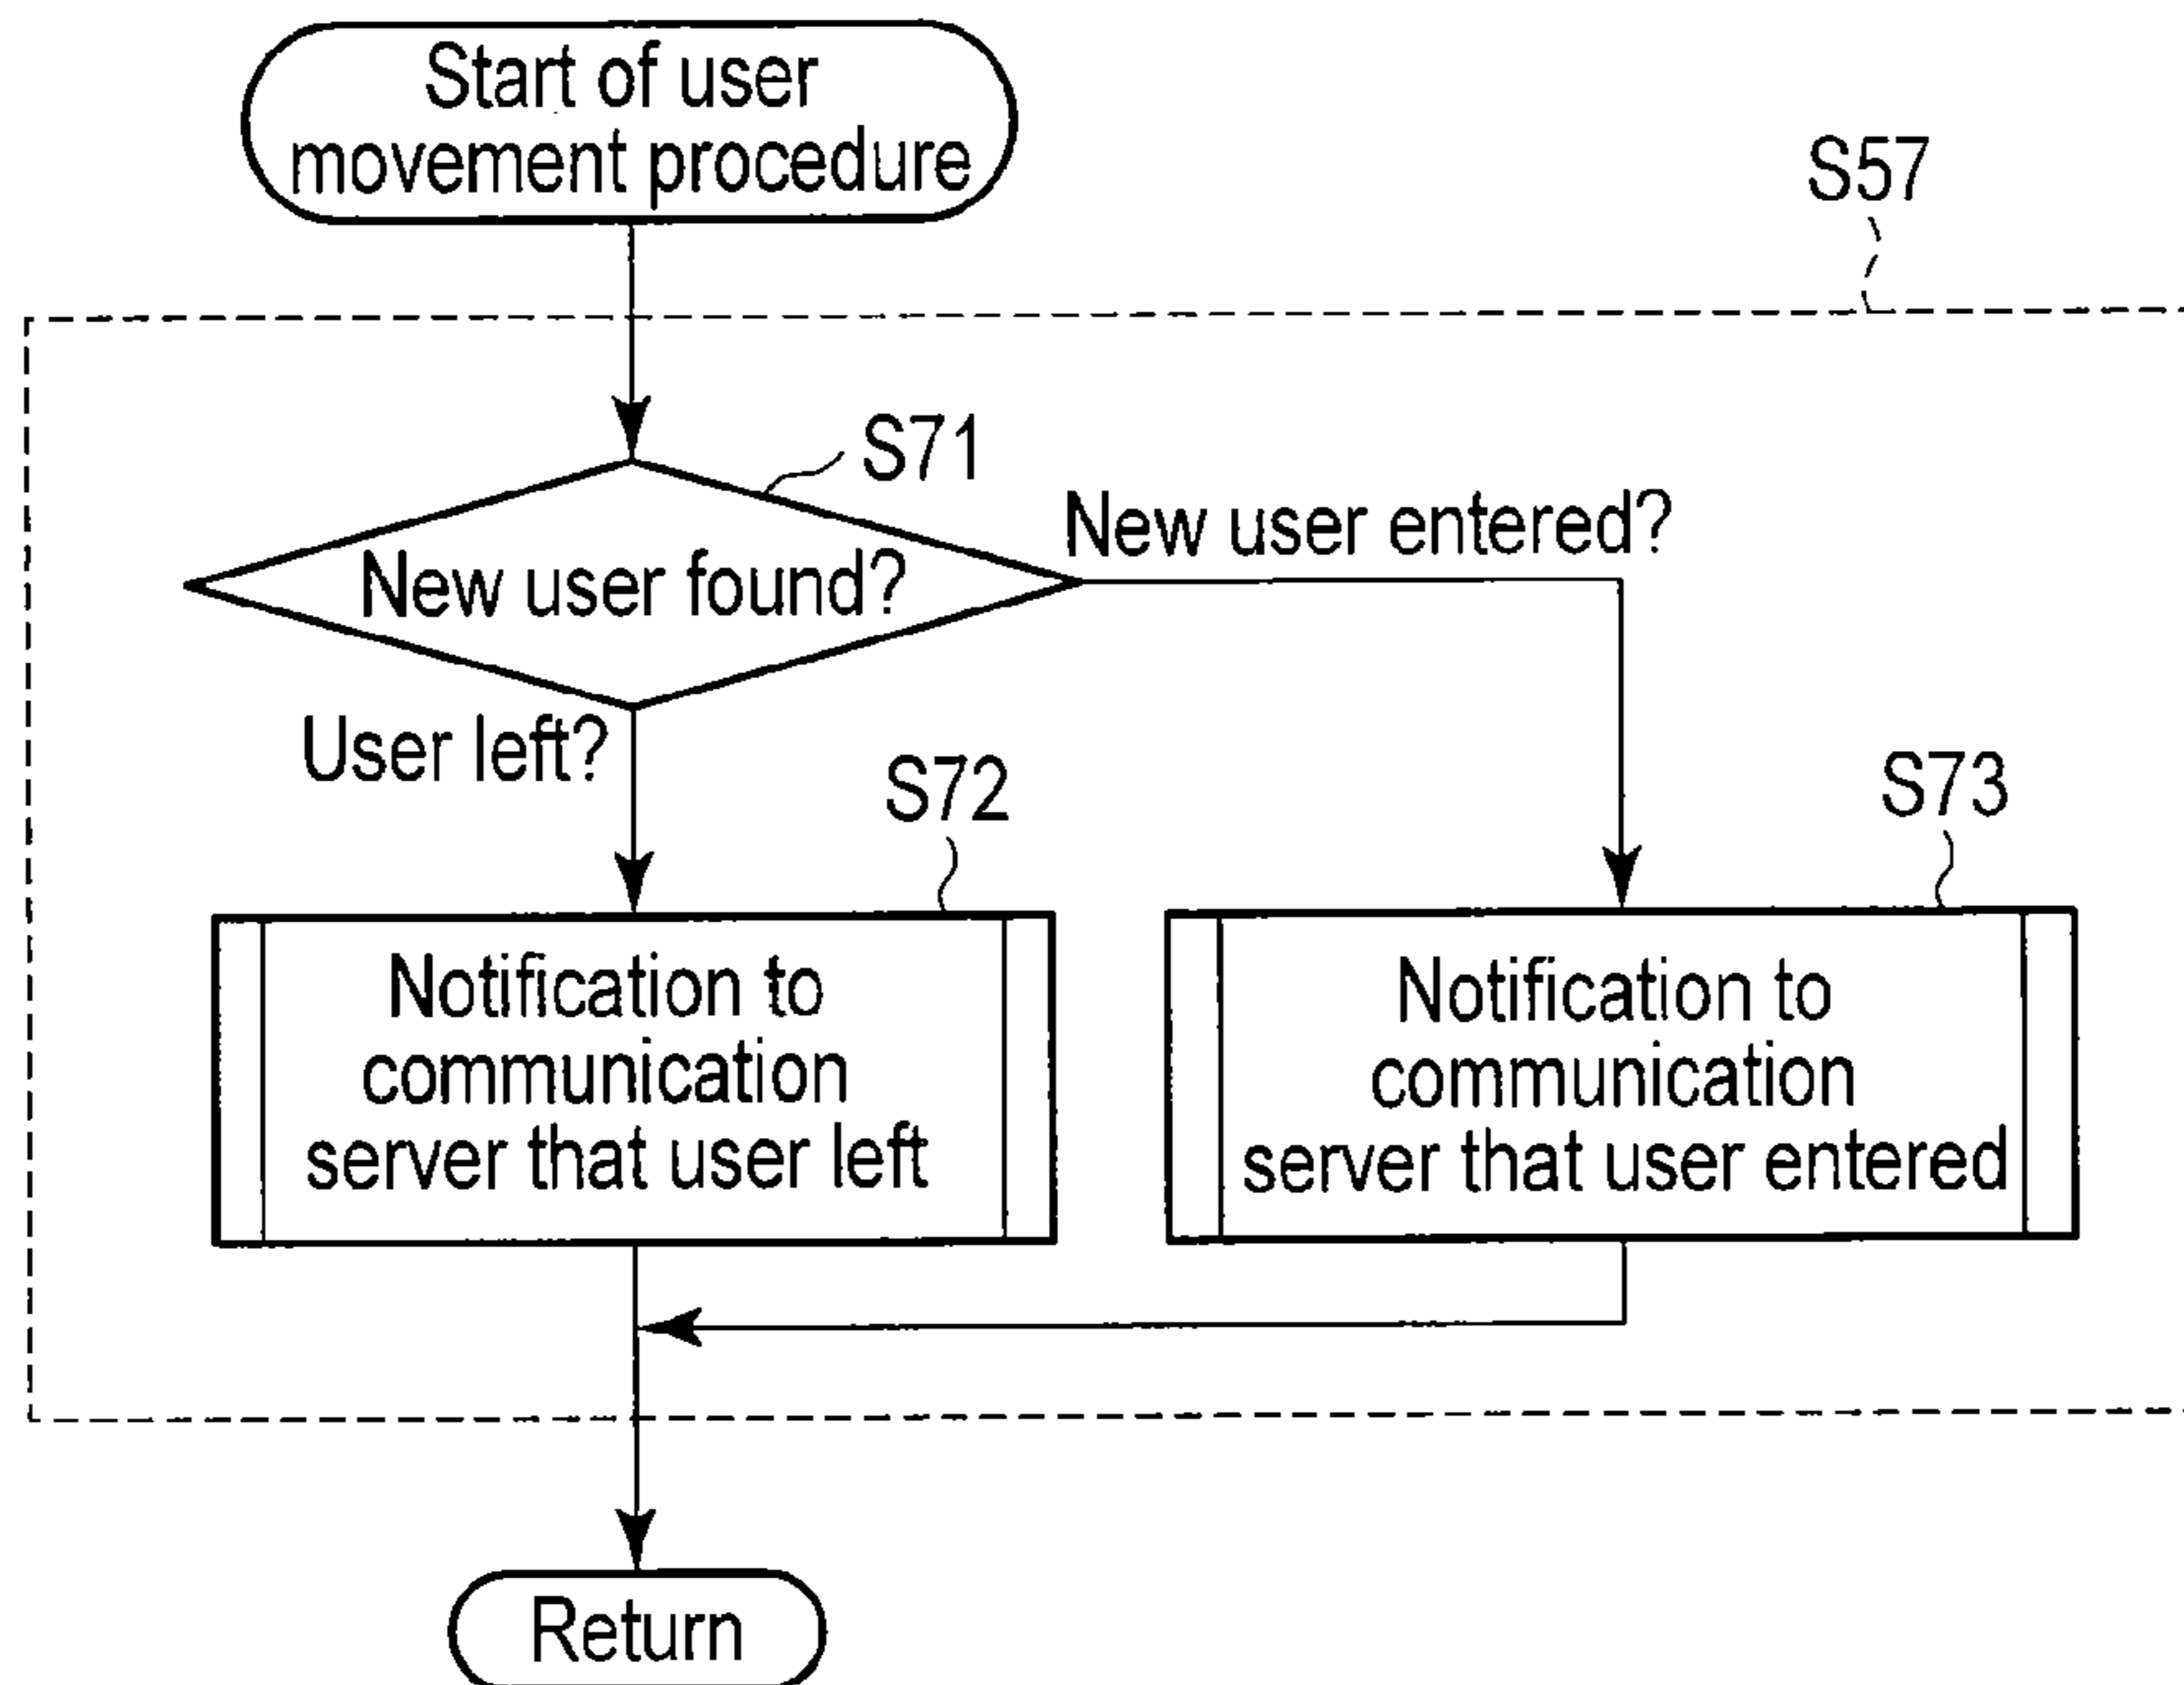 Start of user
movement procedure
S57
S71
New user found?
New user entered?
User left?
S72
S73
Notification to
communication
server that user left
Notification to
communication
server that user entered
Return